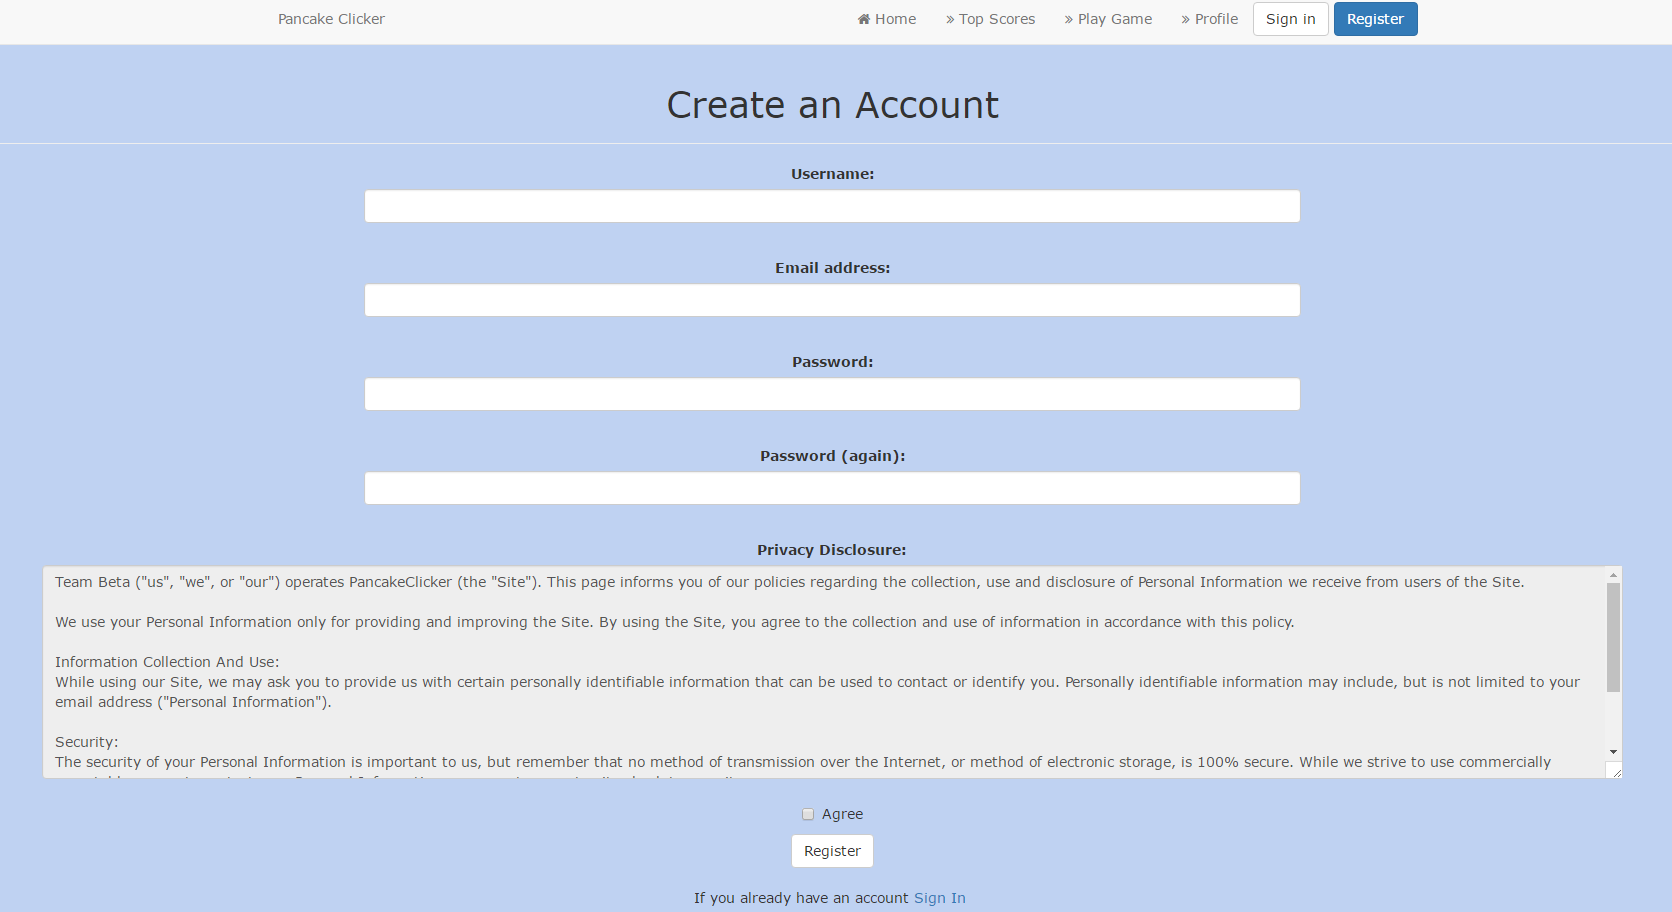 Pancake Clicker
Home
» Top Scores
» Play Game
» Profile
Sign in
Register
Create an Account
Username:
Email address:
Password:
Password (again):
Privacy Disclosure:
Team Beta ("us", "we", or "our") operates PancakeClicker (the "Site"). This page informs you of our policies regarding the collection, use and disclosure of Personal Information we receive from users of the Site.
We use your Personal Information only for providing and improving the Site. By using the Site, you agree to the collection and use of information in accordance with this policy.
Information Collection And Use:
While using our Site, we may ask you to provide us with certain personally identifiable information that can be used to contact or identify you. Personally identifiable information may include, but is not limited to your
email address ("Personal Information").
Security:
The security of your Personal Information is important to us, but remember that no method of transmission over the Internet, or method of electronic storage, is 100% secure. While we strive to use commercially
Agree
Register
If you already have an account Sign In